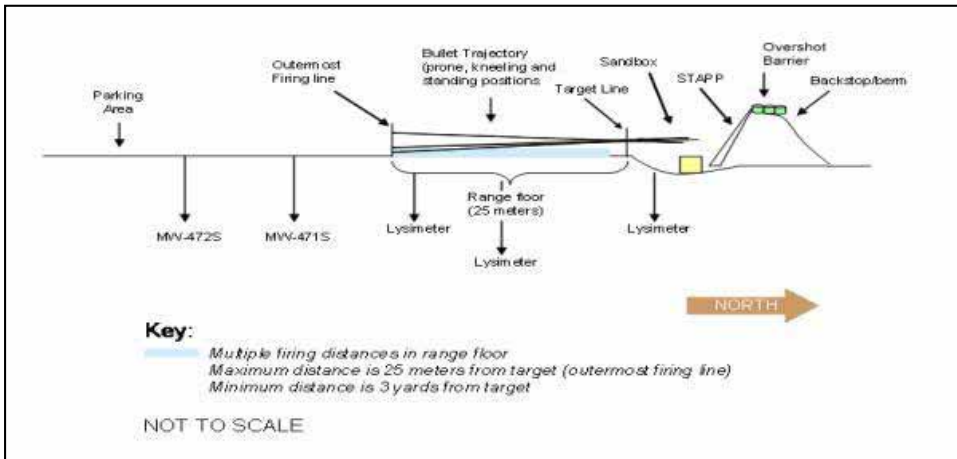 Overshot
Barrier
Bullet Trajectory
(prone, kneeling and
standing positions
Outermost
Firing line
Sandbox
STAPP
Backstop/berm
Target Line
Parking
Area
Range floor
(25 meters)
Lysimeter
Lysimeter
MW-472S
MW-471S
Lysimeter
NORTH
Key:
Multiple firing distances in range floor
Maximum distance is 25 meters from target (outermost firing line)
Minimum distance is 3 yards from target
NOT TO SCALE